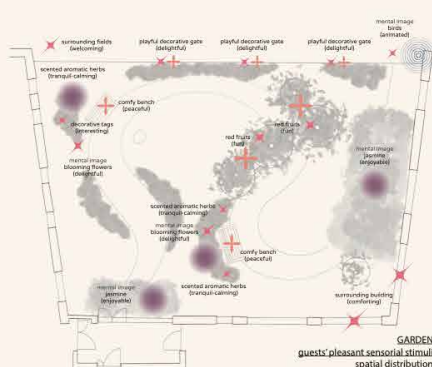 mental image
birds
(animated)
surrounding fields
(welcoming)
playful decorative gate
(delightful)
playful decorative gate
(delightful)
playful decorative gate
(delightful)
scented aromatic herbs
(tranquil-calming)
comfy bench
(peaceful)
decorative tags
(interesting)
red fruits
(fun)
red fruits
(fun)
mental image
blooming flowers
(delightful)
mental image
jasmine
(enjoyable)
scented aromatic herbs
(tranquil-calming)
mental image
blooming flowers
(delightful)
comfy bench
(peaceful)
scented aromatic herbs
(tranquil-calming)
mental image
jasmine
(enjoyable)
surrounding building
(comforting)
GARDEN
guests' pleasant sensorial stimuli
spatial distribution